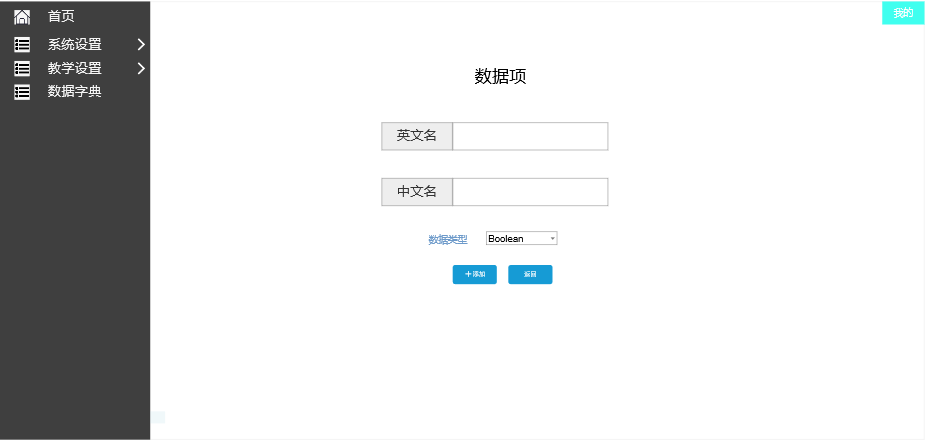 首页
系统设置
教学设置
数据字典
我的
数据项
英文名
中文名
数据类型 Boolean
+添加 返回